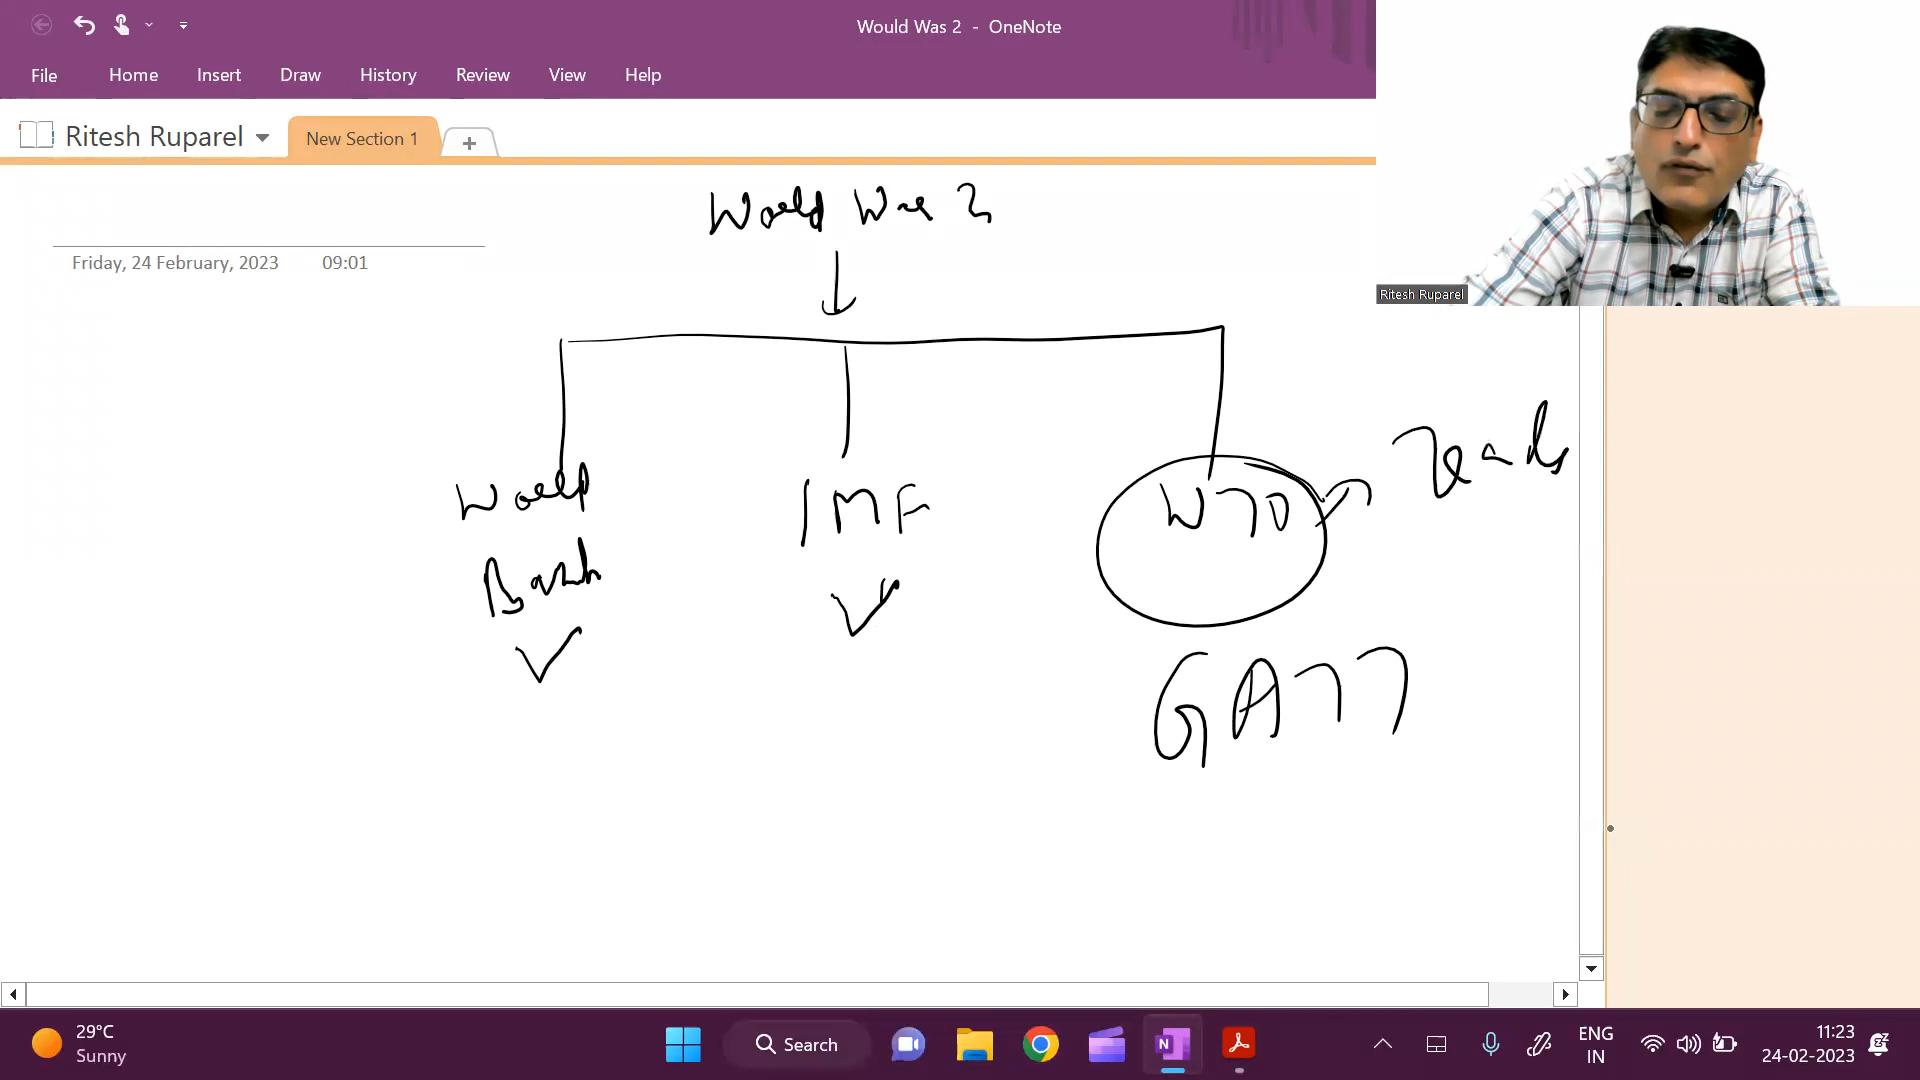 Would Was 2 - OneNote
File Home Insert Draw History Review View Help
Ritesh Ruparel New Section 1 +
World War 2
Friday, 24 February, 2023 09:01
Ritesh Ruparel
Trade
World IMF WTO
Bank
GATT
29°C
Sunny
Search
ENG
IN
11:23
24-02-2023